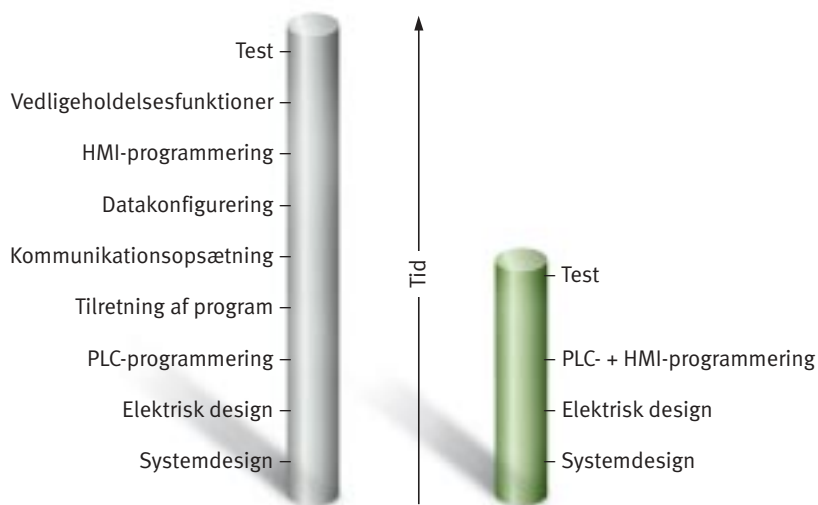 Test
Vedligeholdelsesfunktioner
HMI-programmering
Datakonfigurering
Kommunikationsopsætning
Tilretning af program
PLC-programmering
Elektrisk design
Systemdesign
Tid
Test
PLC- + HMI-programmering
Elektrisk design
Systemdesign